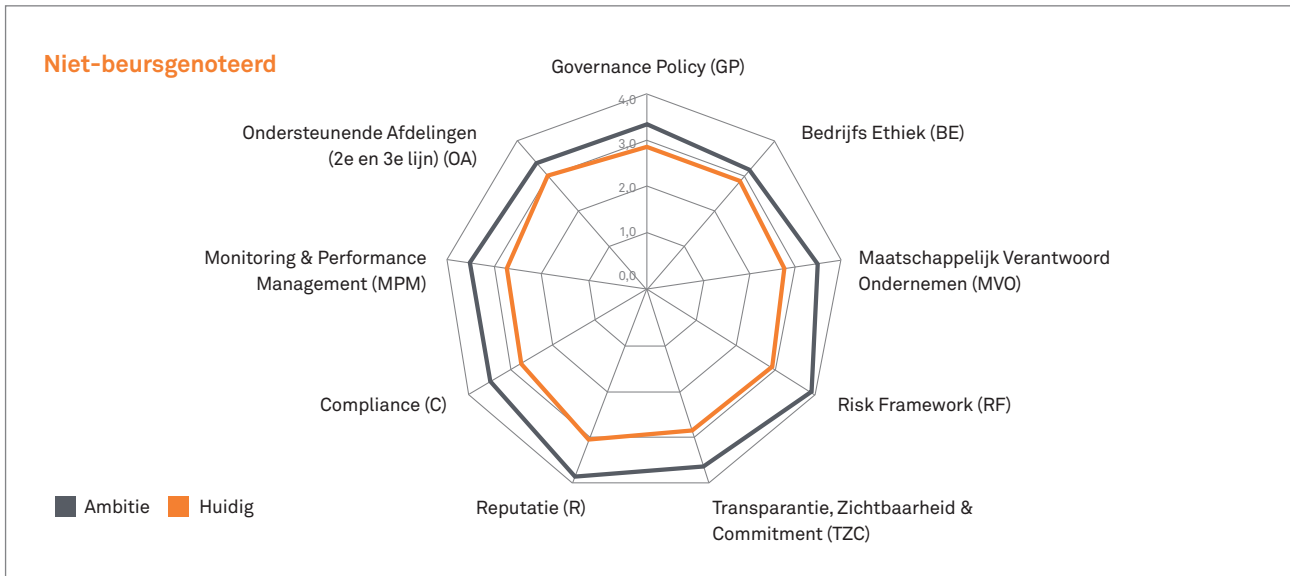 Niet-beursgenoteerd
Governance Policy (GP)
4,0
3,0
2,0
1,0
0,0
Ondersteunende Afdelingen
(2e en 3e lijn) (OA)
Bedrijfs Ethiek (BE)
Monitoring & Performance
Management (MPM)
Maatschappelijk Verantwoord
Ondernemen (MVO)
Compliance (C)
Risk Framework (RF)
Reputatie (R)
Transparantie, Zichtbaarheid &
Commitment (TZC)
Ambitie
Huidig